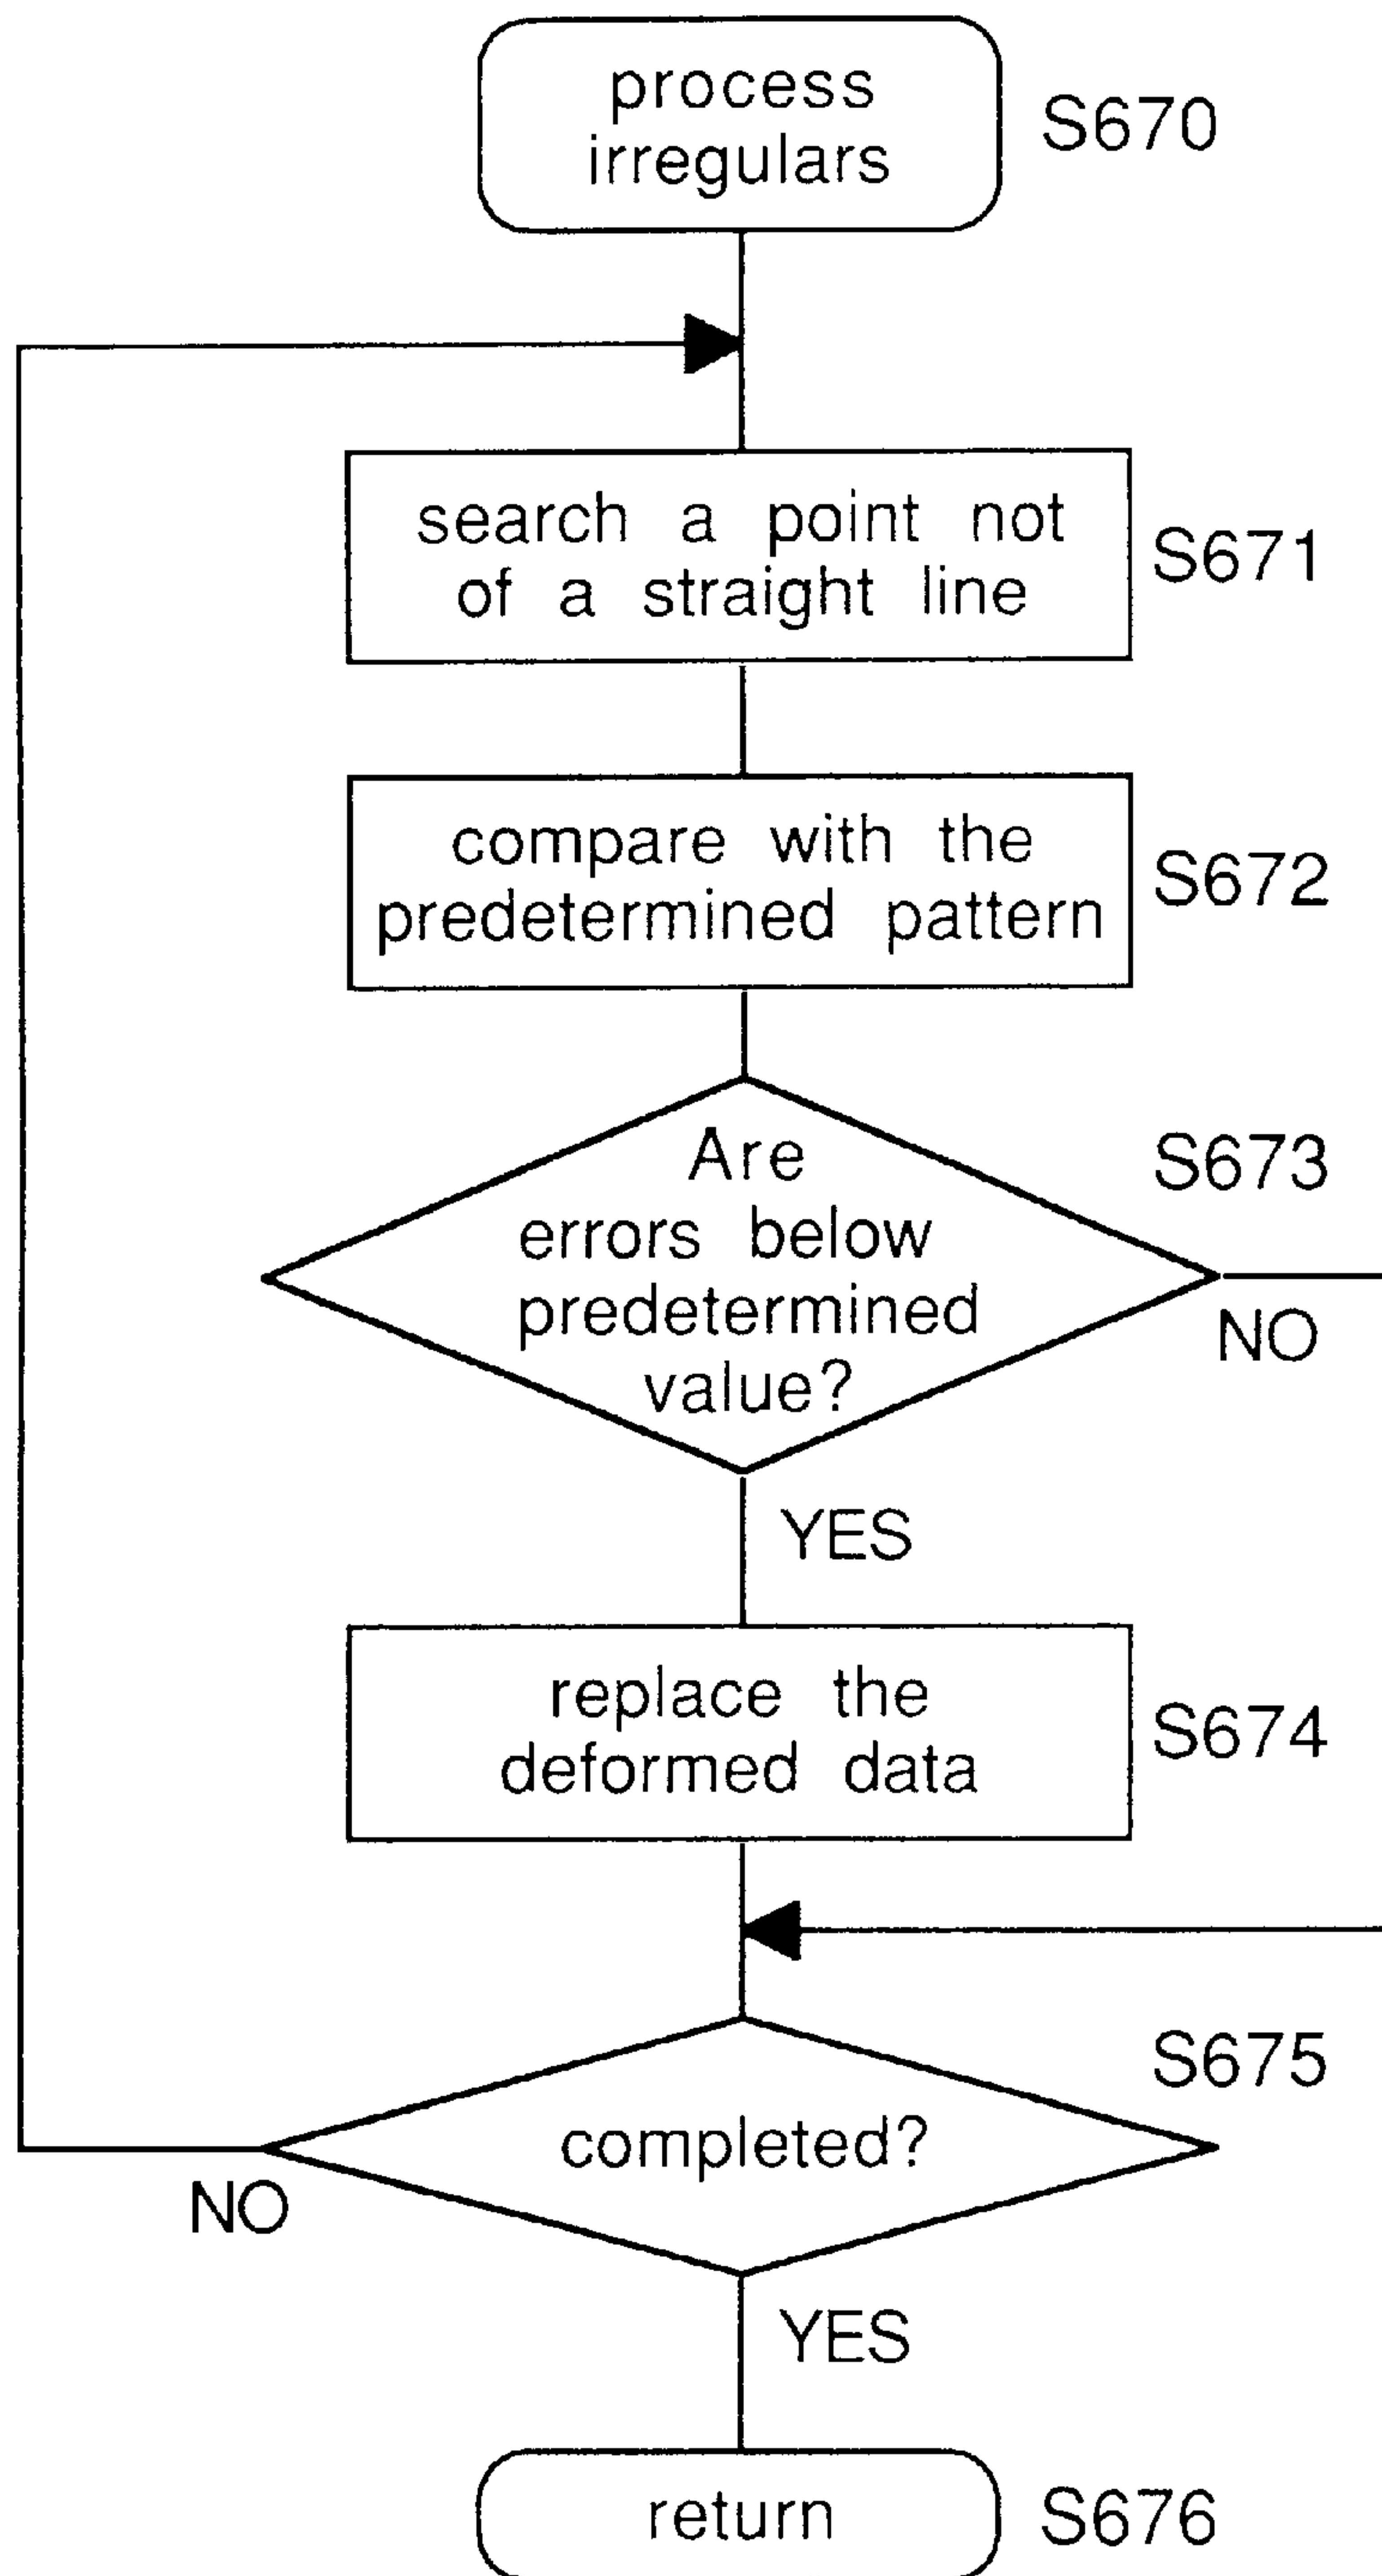 process
irregulars
S670
search a point not
of a straight line
S671
compare with the
predetermined pattern
S672
Are
errors below
predetermined
value?
S673
NO
YES
replace the
deformed data
S674
completed?
S675
NO
YES
return
S676